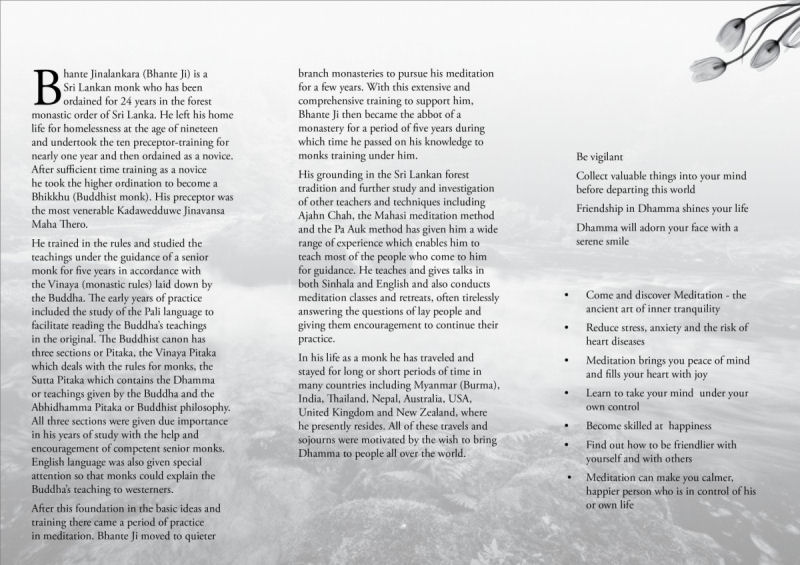 Bhante Jinalankara (Bhante Ji) is a
Sri Lankan monk who has been
ordained for 24 years in the forest
monastic order of Sri Lanka. He left his home
life for homelessness at the age of nineteen
and undertook the ten preceptor-training for
nearly one year and then ordained as a novice.
After sufficient time training as a novice
he took the higher ordination to become a
Bhikkhu (Buddhist monk). His preceptor was
the most venerable Kadawedduwe Jinavansa
Maha Thero.
He trained in the rules and studied the
teachings under the guidance of a senior
monk for five years in accordance with
the Vinaya (monastic rules) laid down by
the Buddha. The early years of practice
included the study of the Pali language to
facilitate reading the Buddha's teachings
in the original. The Buddhist canon has
three sections or Pitaka, the Vinaya Pitaka
which deals with the rules for monks, the
Sutta Pitaka which contains the Dhamma
or teachings given by the Buddha and the
Abhidhamma Pitaka or Buddhist philosophy.
All three sections were given due importance
in his years of study with the help and
encouragement of competent senior monks.
English language was also given special
attention so that monks could explain the
Buddha's teaching to westerners.
After this foundation in the basic ideas and
training there came a period of practice
in meditation. Bhante Ji moved to quieter
branch monasteries to pursue his meditation
for a few years. With this extensive and
comprehensive training to support him,
Bhante Ji then became the abbot of a
monastery for a period of five years during
which time he passed on his knowledge to
monks training under him.
His grounding in the Sri Lankan forest
tradition and further study and investigation
of other teachers and techniques including
Ajahn Chah, the Mahasi meditation method
and the Pa Auk method has given him a wide
range of experience which enables him to
teach most of the people who come to him
for guidance. He teaches and gives talks in
both Sinhala and English and also conducts
meditation classes and retreats, often tirelessly
answering the questions of lay people and
giving them encouragement to continue their
practice.
In his life as a monk he has traveled and
stayed for long or short periods of time in
many countries including Myanmar (Burma),
India, Thailand, Nepal, Australia, USA,
United Kingdom and New Zealand, where
he presently resides. All of these travels and
sojourns were motivated by the wish to bring
Dhamma to people all over the world.
Be vigilant
Collect valuable things into your mind
before departing this world
Friendship in Dhamma shines your life
Dhamma will adorn your face with a
serene smile
• Come and discover Meditation - the
ancient art of inner tranquility
• Reduce stress, anxiety and the risk of
heart diseases
• Meditation brings you peace of mind
and fills your heart with joy
• Learn to take your mind under your
own control
• Become skilled at happiness
• Find out how to be friendlier with
yourself and with others
• Meditation can make you calmer,
happier person who is in control of his
or own life